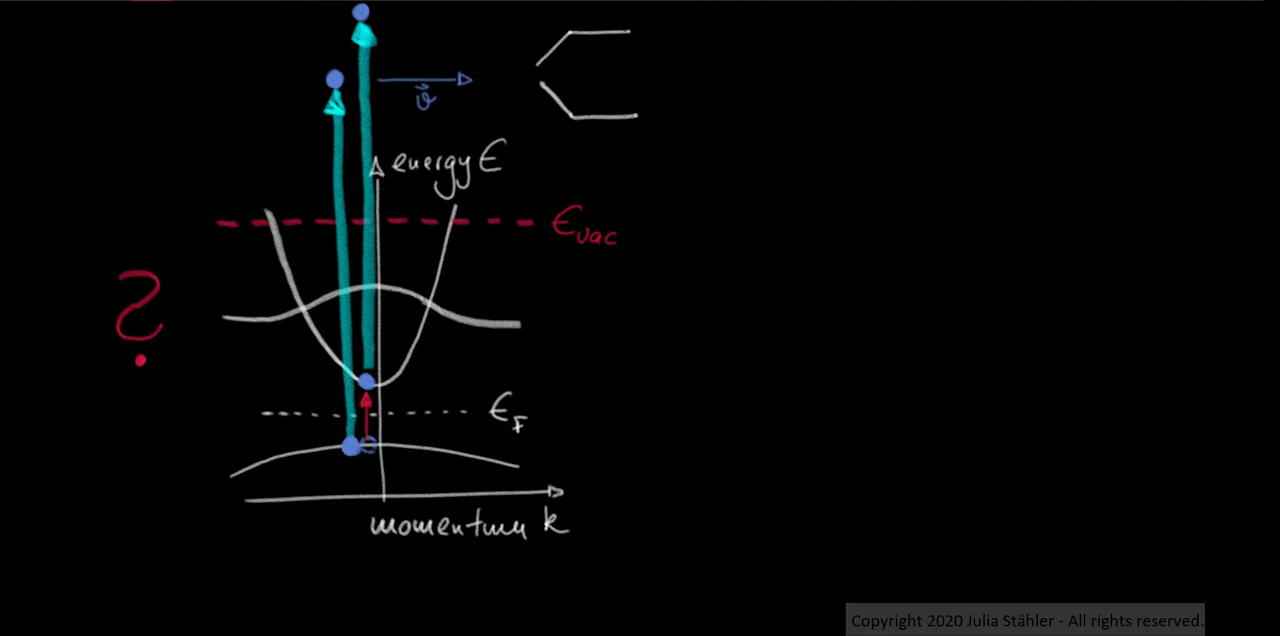 v⃗
energy E
E_vac
?
E_F
momentum k
Copyright 2020 Julia Stähler - All rights reserved.